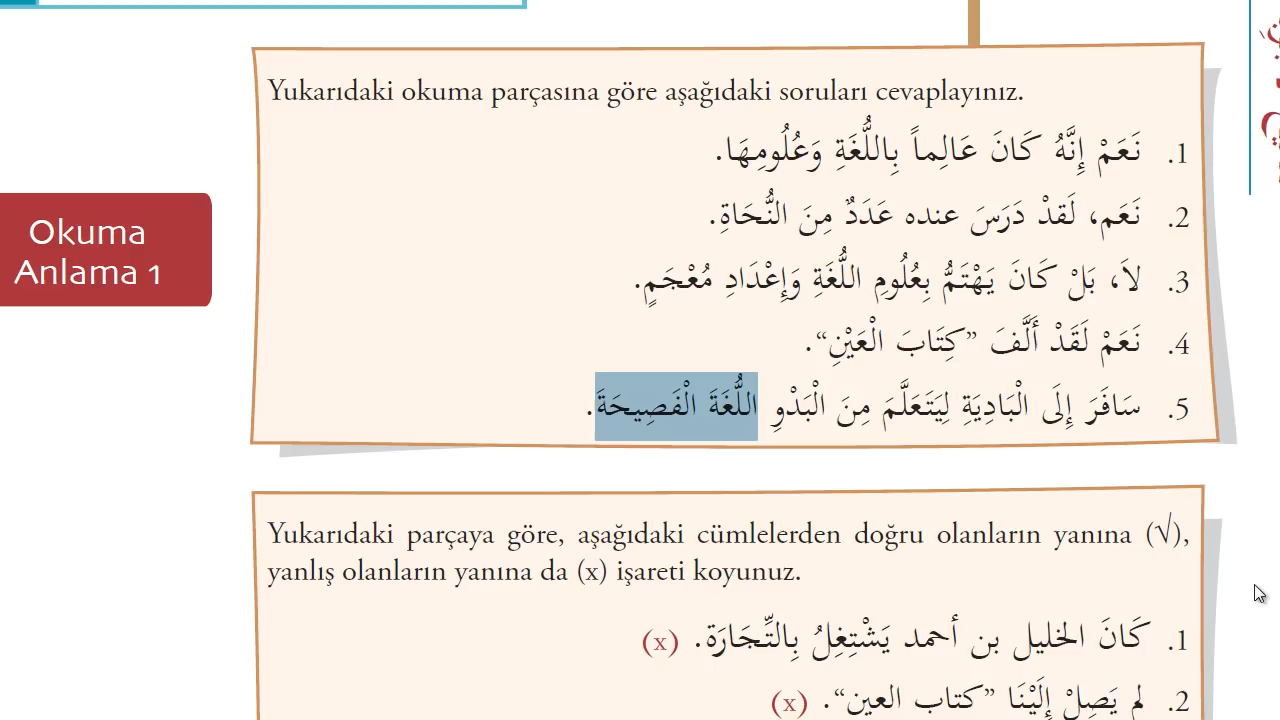 Yukarıdaki okuma parçasına göre aşağıdaki soruları cevaplayınız.
1. نَعَمْ إِنَّهُ كَانَ عَالِماً بِاللُّغَةِ وَعُلُومِهَا.
2. نَعَم، لَقدْ دَرَسَ عنده عَدَدٌ مِنَ النُّحَاةِ.
3. لاَ، بَلْ كَانَ يَهْتَمُّ بِعُلُومِ اللُّغَةِ وَإِعْدَادِ مُعْجَمٍ.
4. نَعَمْ لَقَدْ أَلَّفَ ”كِتَابَ الْعَيْنِ“.
5. سَافَرَ إِلَى الْبَادِيَةِ لِيَتَعَلَّمَ مِنَ الْبَدْوِ اللُّغَةَ الْفَصِيحَةَ.
Okuma
Anlama 1
Yukarıdaki parçaya göre, aşağıdaki cümlelerden doğru olanların yanına (√),
yanlış olanların yanına da (x) işareti koyunuz.
1. كَانَ الخليل بن أحمد يَشْتَغِلُ بِالتِّجَارَة. (x)
2. لم يَصِلْ إِلَيْنَا ”كتاب العين“. (x)